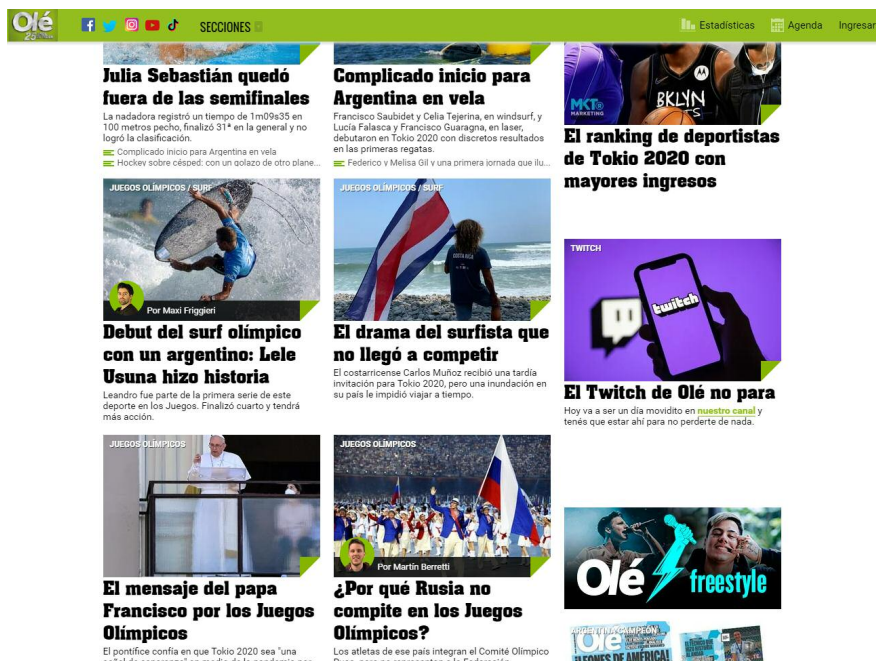 Olé
SECCIONES
Estadísticas
Agenda
Ingresar
Julia Sebastián quedó
fuera de las semifinales
La nadadora registró un tiempo de 1m09s35 en
100 metros pecho, finalizó 31ª en la general y no
logró la clasificación.
Complicado inicio para Argentina en vela
Hockey sobre césped: con un golazo de otro plane...
Complicado inicio para
Argentina en vela
Francisco Saubidet y Celia Tejerina, en windsurf, y
Lucía Falasca y Francisco Guaragna, en laser,
debutaron en Tokio 2020 con discretos resultados
en las primeras regatas.
Federico y Melisa Gil y una primera jornada que ilu...
BKLYN
MKT
MARKETING
El ranking de deportistas
de Tokio 2020 con
mayores ingresos
JUEGOS OLÍMPICOS / SURF
Por Maxi Friggieri
Debut del surf olímpico
con un argentino: Lele
Usuna hizo historia
Leandro fue parte de la primera serie de este
deporte en los Juegos. Finalizó cuarto y tendrá
más acción.
JUEGOS OLÍMPICOS / SURF
COSTA RICA
El drama del surfista que
no llegó a competir
El costarricense Carlos Muñoz recibió una tardía
invitación para Tokio 2020, pero una inundación en
su país le impidió viajar a tiempo.
TWITCH
twitch
El Twitch de Olé no para
Hoy va a ser un día movidito en nuestro canal y
tenés que estar ahí para no perderte de nada.
JUEGOS OLÍMPICOS
El mensaje del papa
Francisco por los Juegos
Olímpicos
El pontífice confía en que Tokio 2020 sea "una
JUEGOS OLÍMPICOS
Por Martín Berretti
¿Por qué Rusia no
compite en los Juegos
Olímpicos?
Los atletas de ese país integran el Comité Olímpico
Olé freestyle
ARGENTINA CAMPEÓN
Olé
¡LEONES DE AMÉRICA!